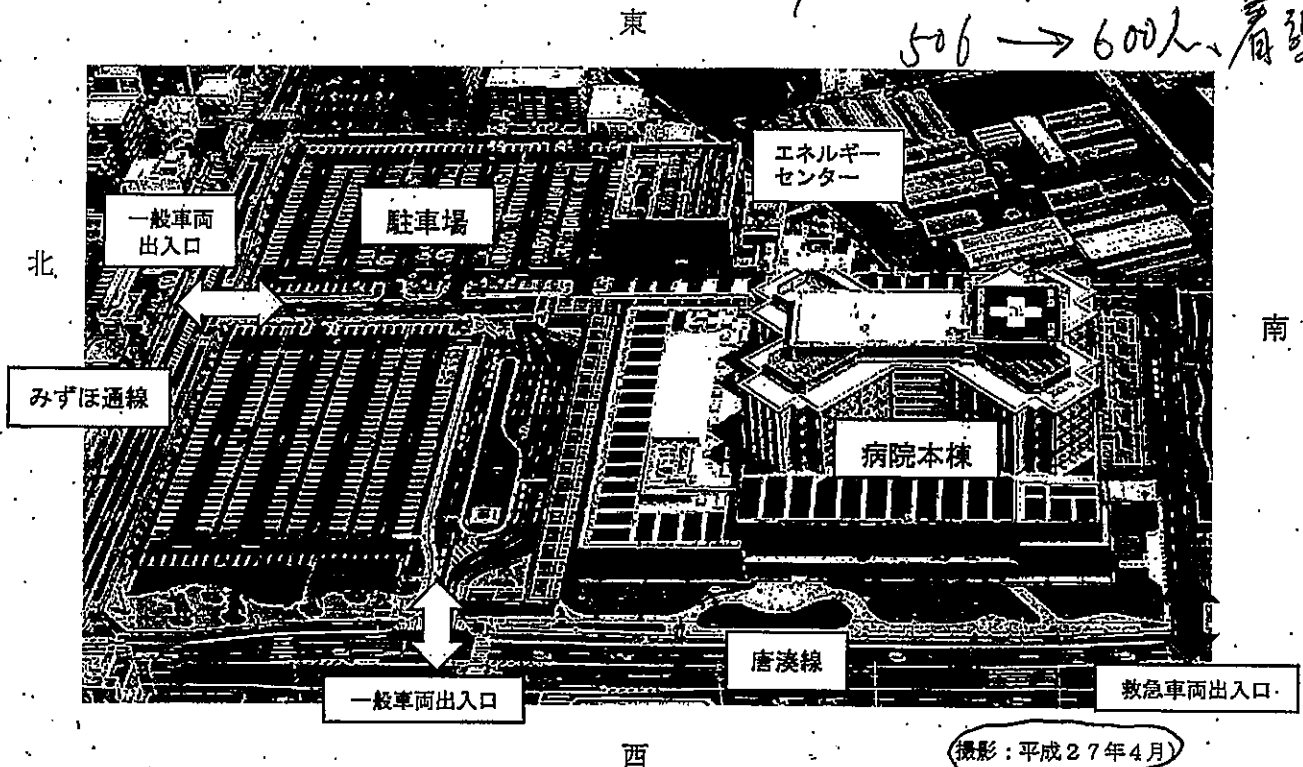 東
506 → 600人、看
エネルギー
センター
一般車両
出入口
駐車場
北
南
みずほ通線
病院本棟
唐湊線
一般車両出入口
救急車両出入口
西
(撮影：平成27年4月)